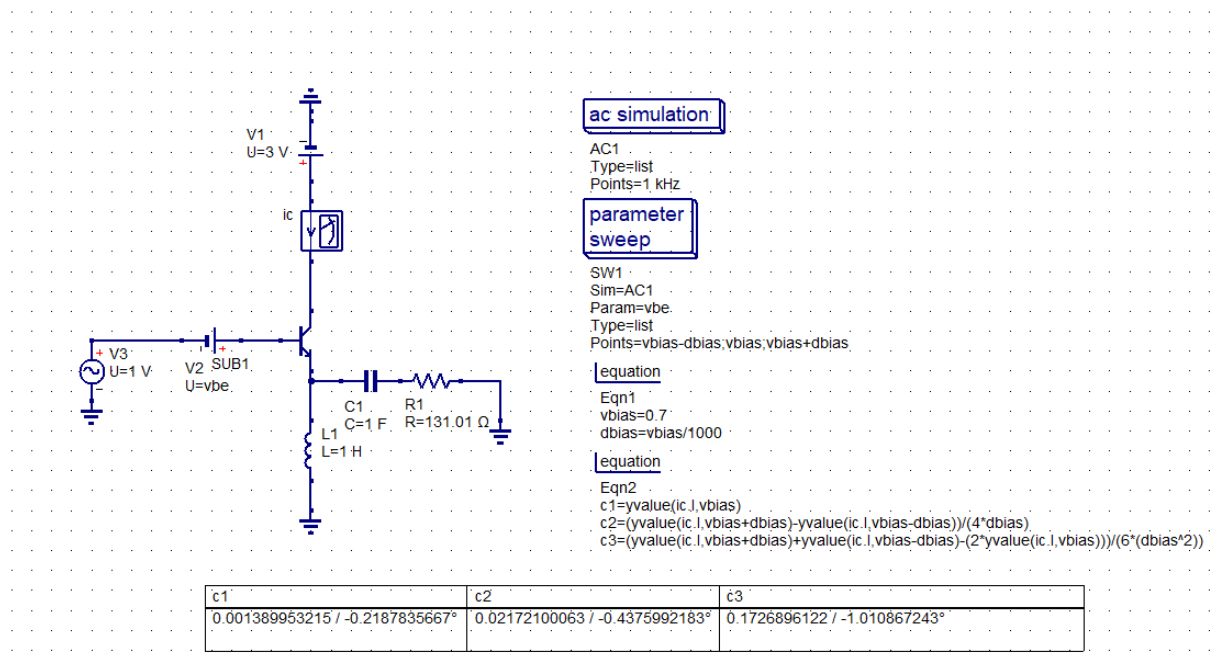 ac simulation
AC1
Type=list
Points=1 kHz
V1
U=3 V
ic
parameter
sweep
SW1
Sim=AC1
Param=vbe
Type=list
Points=vbias-dbias;vbias;vbias+dbias
V3
U=1 V
V2
SUB1
U=vbe
C1
C=1 F
R1
R=131.01 Ω
L1
L=1 H
equation
Eqn1
vbias=0.7
dbias=vbias/1000
equation
Eqn2
c1=yvalue(ic.I,vbias)
c2=(yvalue(ic.I,vbias+dbias)-yvalue(ic.I,vbias-dbias))/(4*dbias)
c3=(yvalue(ic.I,vbias+dbias)+yvalue(ic.I,vbias-dbias)-(2*yvalue(ic.I,vbias)))/(6*(dbias^2))
c1 c2 c3
0.001389953215 / -0.2187835667° 0.02172100063 / -0.4375992183° 0.1726896122 / -1.010867243°